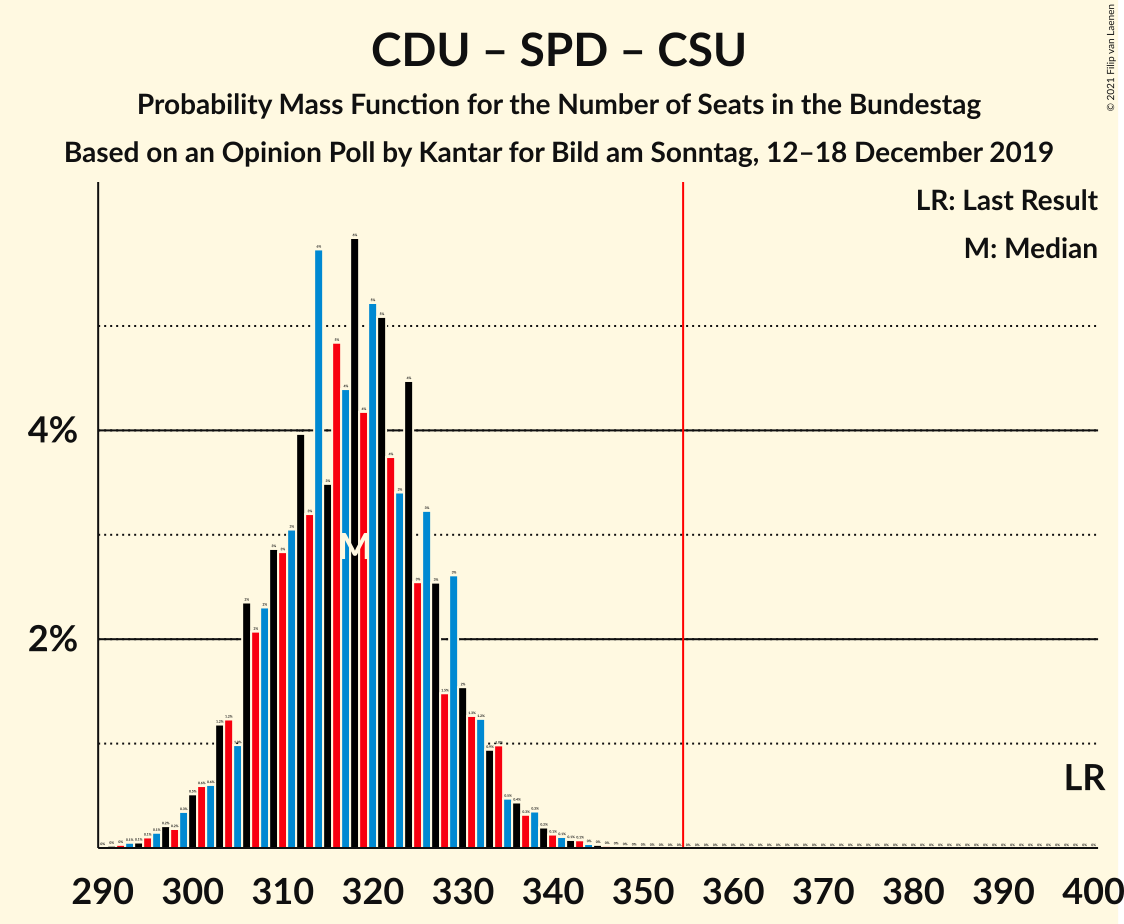 CDU – SPD – CSU
Probability Mass Function for the Number of Seats in the Bundestag
Based on an Opinion Poll by Kantar for Bild am Sonntag, 12–18 December 2019
© 2021 Filip van Laenen
LR: Last Result
M: Median
4%
2%
M
LR
290 300 310 320 330 340 350 360 370 380 390 400